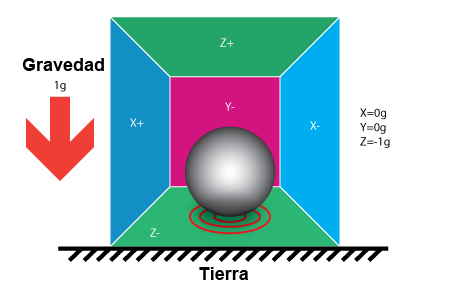 Z+
Gravedad
1g
Y-
X+
X-
X=0g
Y=0g
Z=-1g
Z-
Tierra